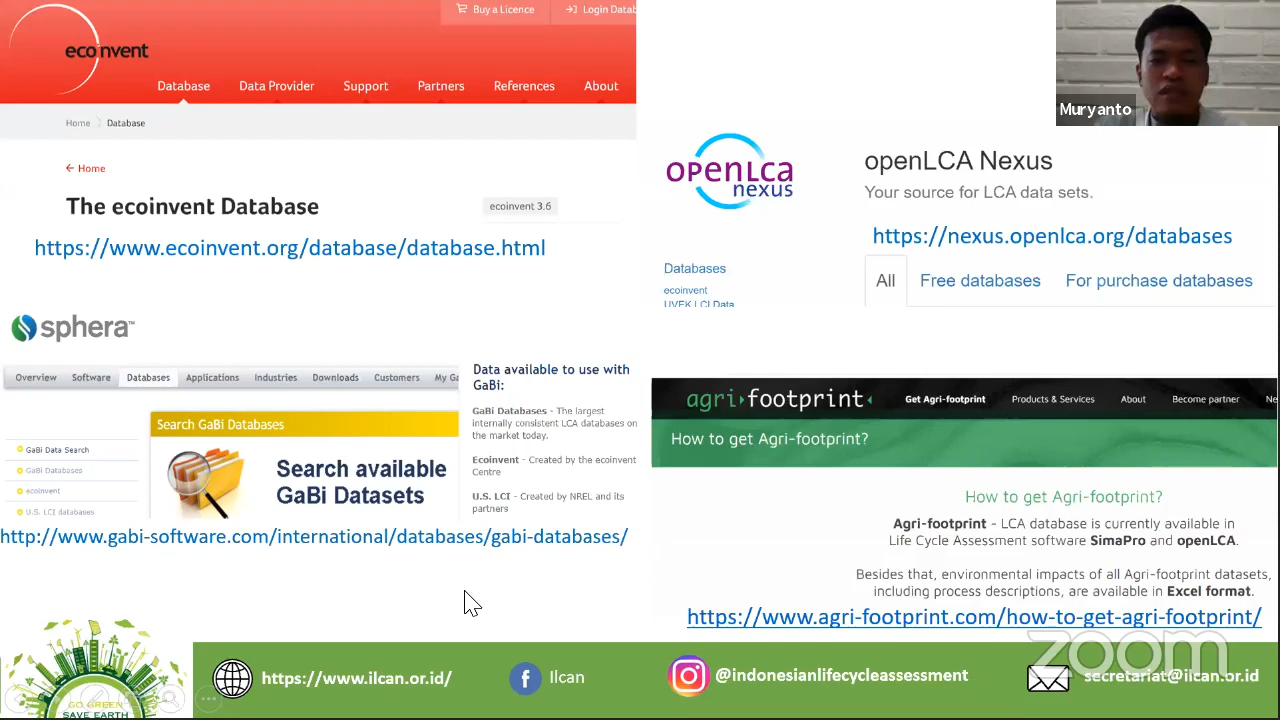 Buy a Licence
Login Datab
ecoinvent
Database
Data Provider
Support
Partners
References
About
Home
Database
Home
The ecoinvent Database
ecoinvent 3.6
https://www.ecoinvent.org/database/database.html
Muryanto
openLca
nexus
openLCA Nexus
Your source for LCA data sets.
https://nexus.openlca.org/databases
Databases
ecoinvent
UVEK LCI Data
All
Free databases
For purchase databases
sphera™
Overview
Software
Databases
Applications
Industries
Downloads
Customers
My Ga
Search GaBi Databases
GaBi Data Search
GaBi Databases
ecoinvent
U.S. LCI databases
Search available
GaBi Datasets
Data available to use with
GaBi:
GaBi Databases - The largest
internally consistent LCA databases on
the market today.
Ecoinvent - Created by the ecoinvent
Centre
U.S. LCI - Created by NREL and its
partners
http://www.gabi-software.com/international/databases/gabi-databases/
agri footprint
Get Agri-footprint
Products & Services
About
Become partner
Ne
How to get Agri-footprint?
How to get Agri-footprint?
Agri-footprint - LCA database is currently available in
Life Cycle Assessment software SimaPro and openLCA.
Besides that, environmental impacts of all Agri-footprint datasets,
including process descriptions, are available in Excel format.
https://www.agri-footprint.com/how-to-get-agri-footprint/
GO GREEN
SAVE EARTH
https://www.ilcan.or.id/
Ilcan
@indonesianlifecycleassessment
secretariat@ilcan.or.id
zoom